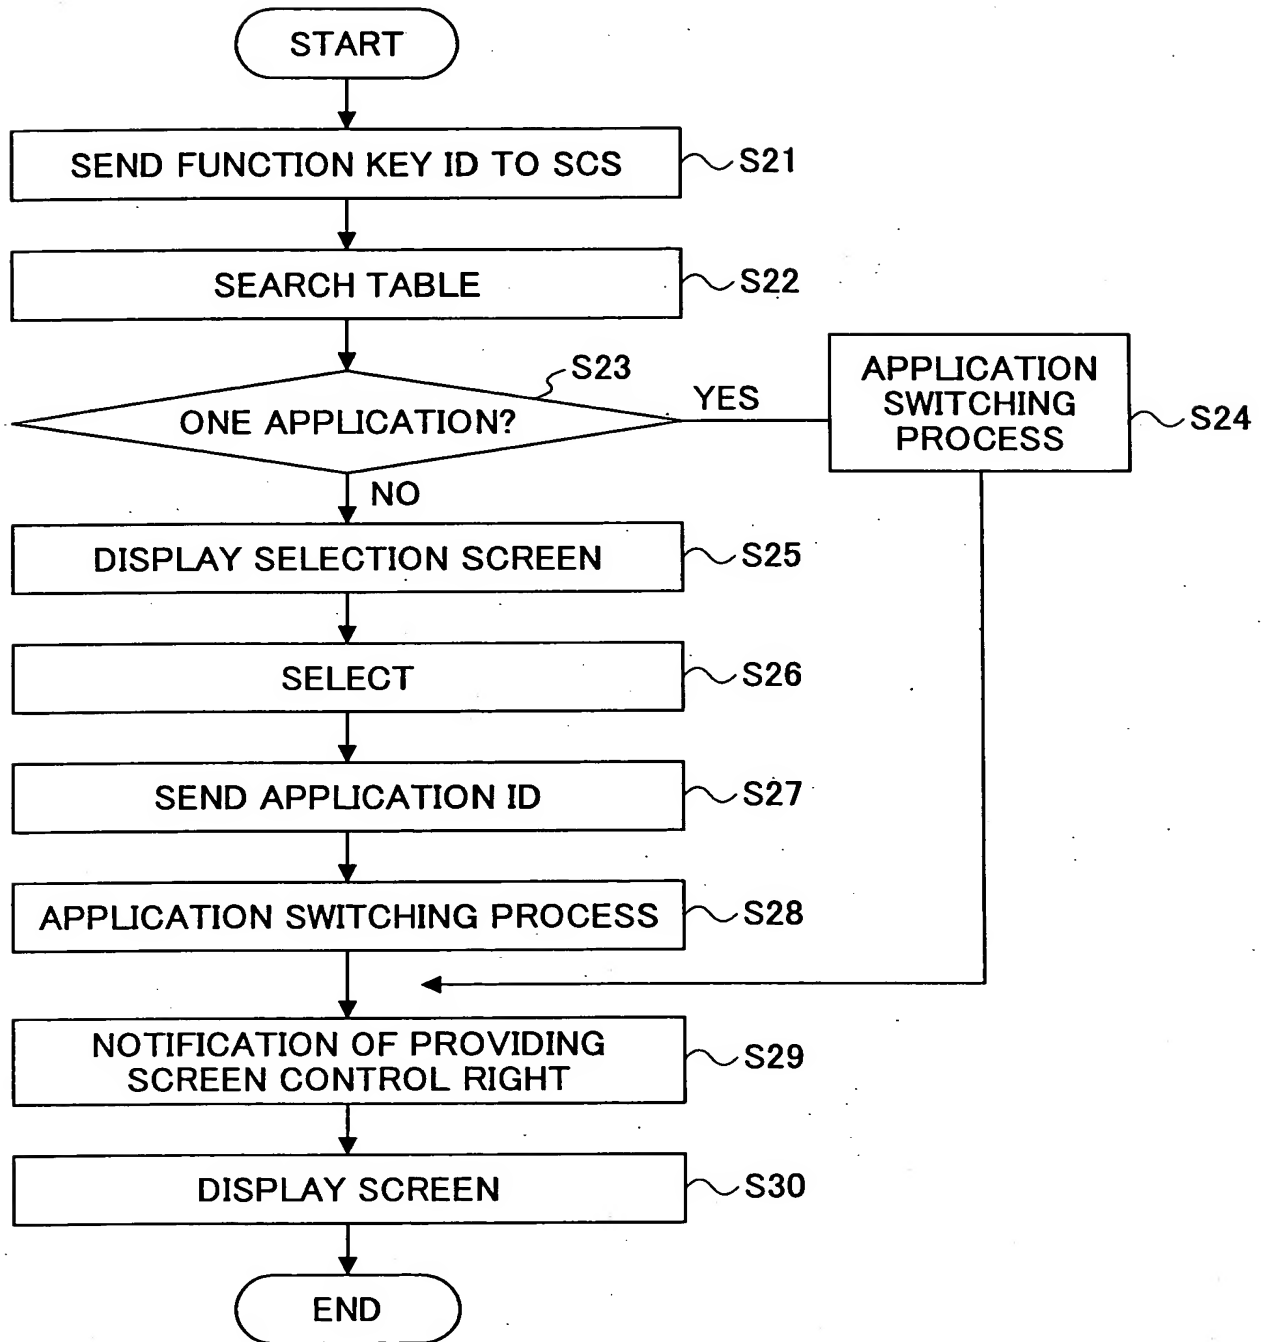 START
SEND FUNCTION KEY ID TO SCS
S21
SEARCH TABLE
S22
ONE APPLICATION?
S23
YES
APPLICATION
SWITCHING
PROCESS
S24
NO
DISPLAY SELECTION SCREEN
S25
SELECT
S26
SEND APPLICATION ID
S27
APPLICATION SWITCHING PROCESS
S28
NOTIFICATION OF PROVIDING
SCREEN CONTROL RIGHT
S29
DISPLAY SCREEN
S30
END